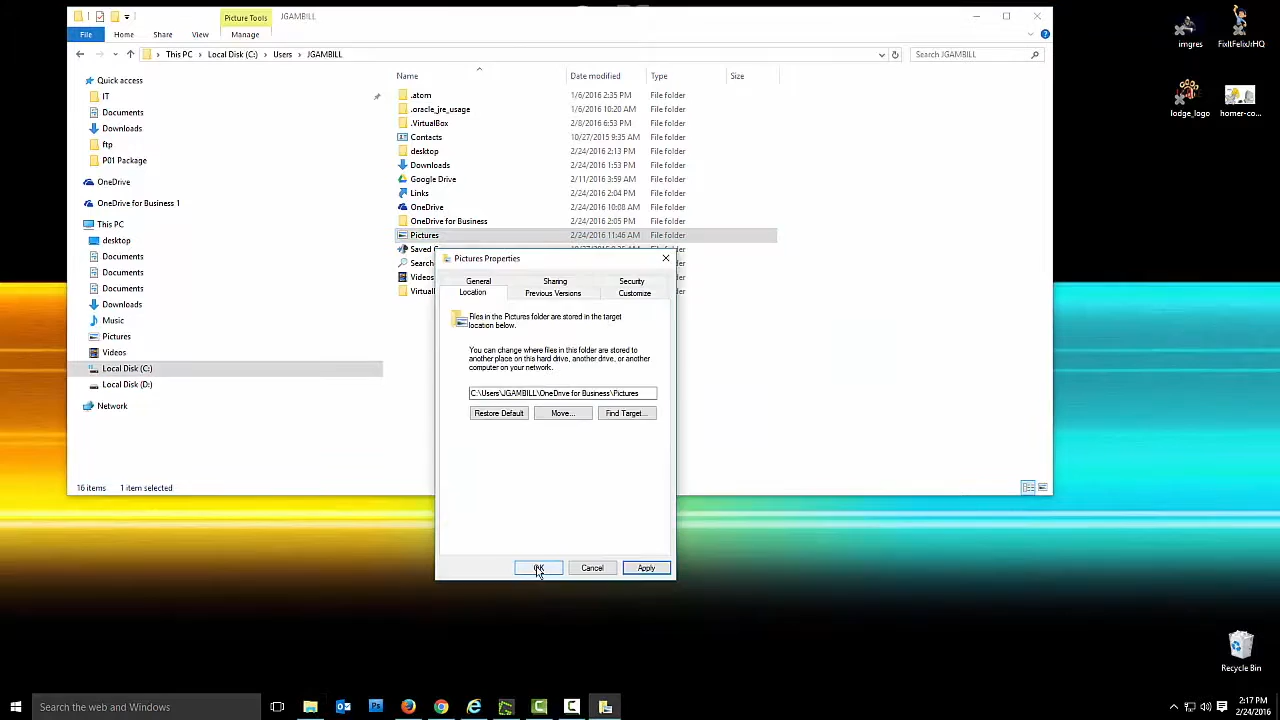 Picture Tools
JGAMBILL
File
Home
Share
View
Manage
This PC
Local Disk (C:)
Users
JGAMBILL
Search JGAMBILL
Quick access
IT
Documents
Downloads
ftp
P01 Package
OneDrive
OneDrive for Business 1
This PC
desktop
Documents
Documents
Documents
Downloads
Music
Pictures
Videos
Local Disk (C:)
Local Disk (D:)
Network
Name Date modified Type Size
.atom 1/6/2016 2:35 PM File folder
.oracle_jre_usage 1/6/2016 10:20 AM File folder
.VirtualBox 2/8/2016 6:53 PM File folder
Contacts 10/27/2015 9:35 AM File folder
desktop 2/24/2016 2:13 PM File folder
Downloads 2/24/2016 1:53 PM File folder
Google Drive 2/11/2016 3:59 AM File folder
Links 2/24/2016 2:04 PM File folder
OneDrive 2/24/2016 10:08 AM File folder
OneDrive for Business 2/24/2016 2:05 PM File folder
Pictures 2/24/2016 11:46 AM File folder
Saved
Search
Videos
Virtual
Pictures Properties
General
Sharing
Security
Location
Previous Versions
Customize
Files in the Pictures folder are stored in the target
location below.
You can change where files in this folder are stored to
another place on this hard drive, another drive, or another
computer on your network.
C:\Users\JGAMBILL\OneDrive for Business\Pictures
Restore Default
Move...
Find Target...
OK
Cancel
Apply
16 items
1 item selected
imgres
FixItFelixJrHQ
lodge_logo
homer-co...
Recycle Bin
Search the web and Windows
2:17 PM
2/24/2016